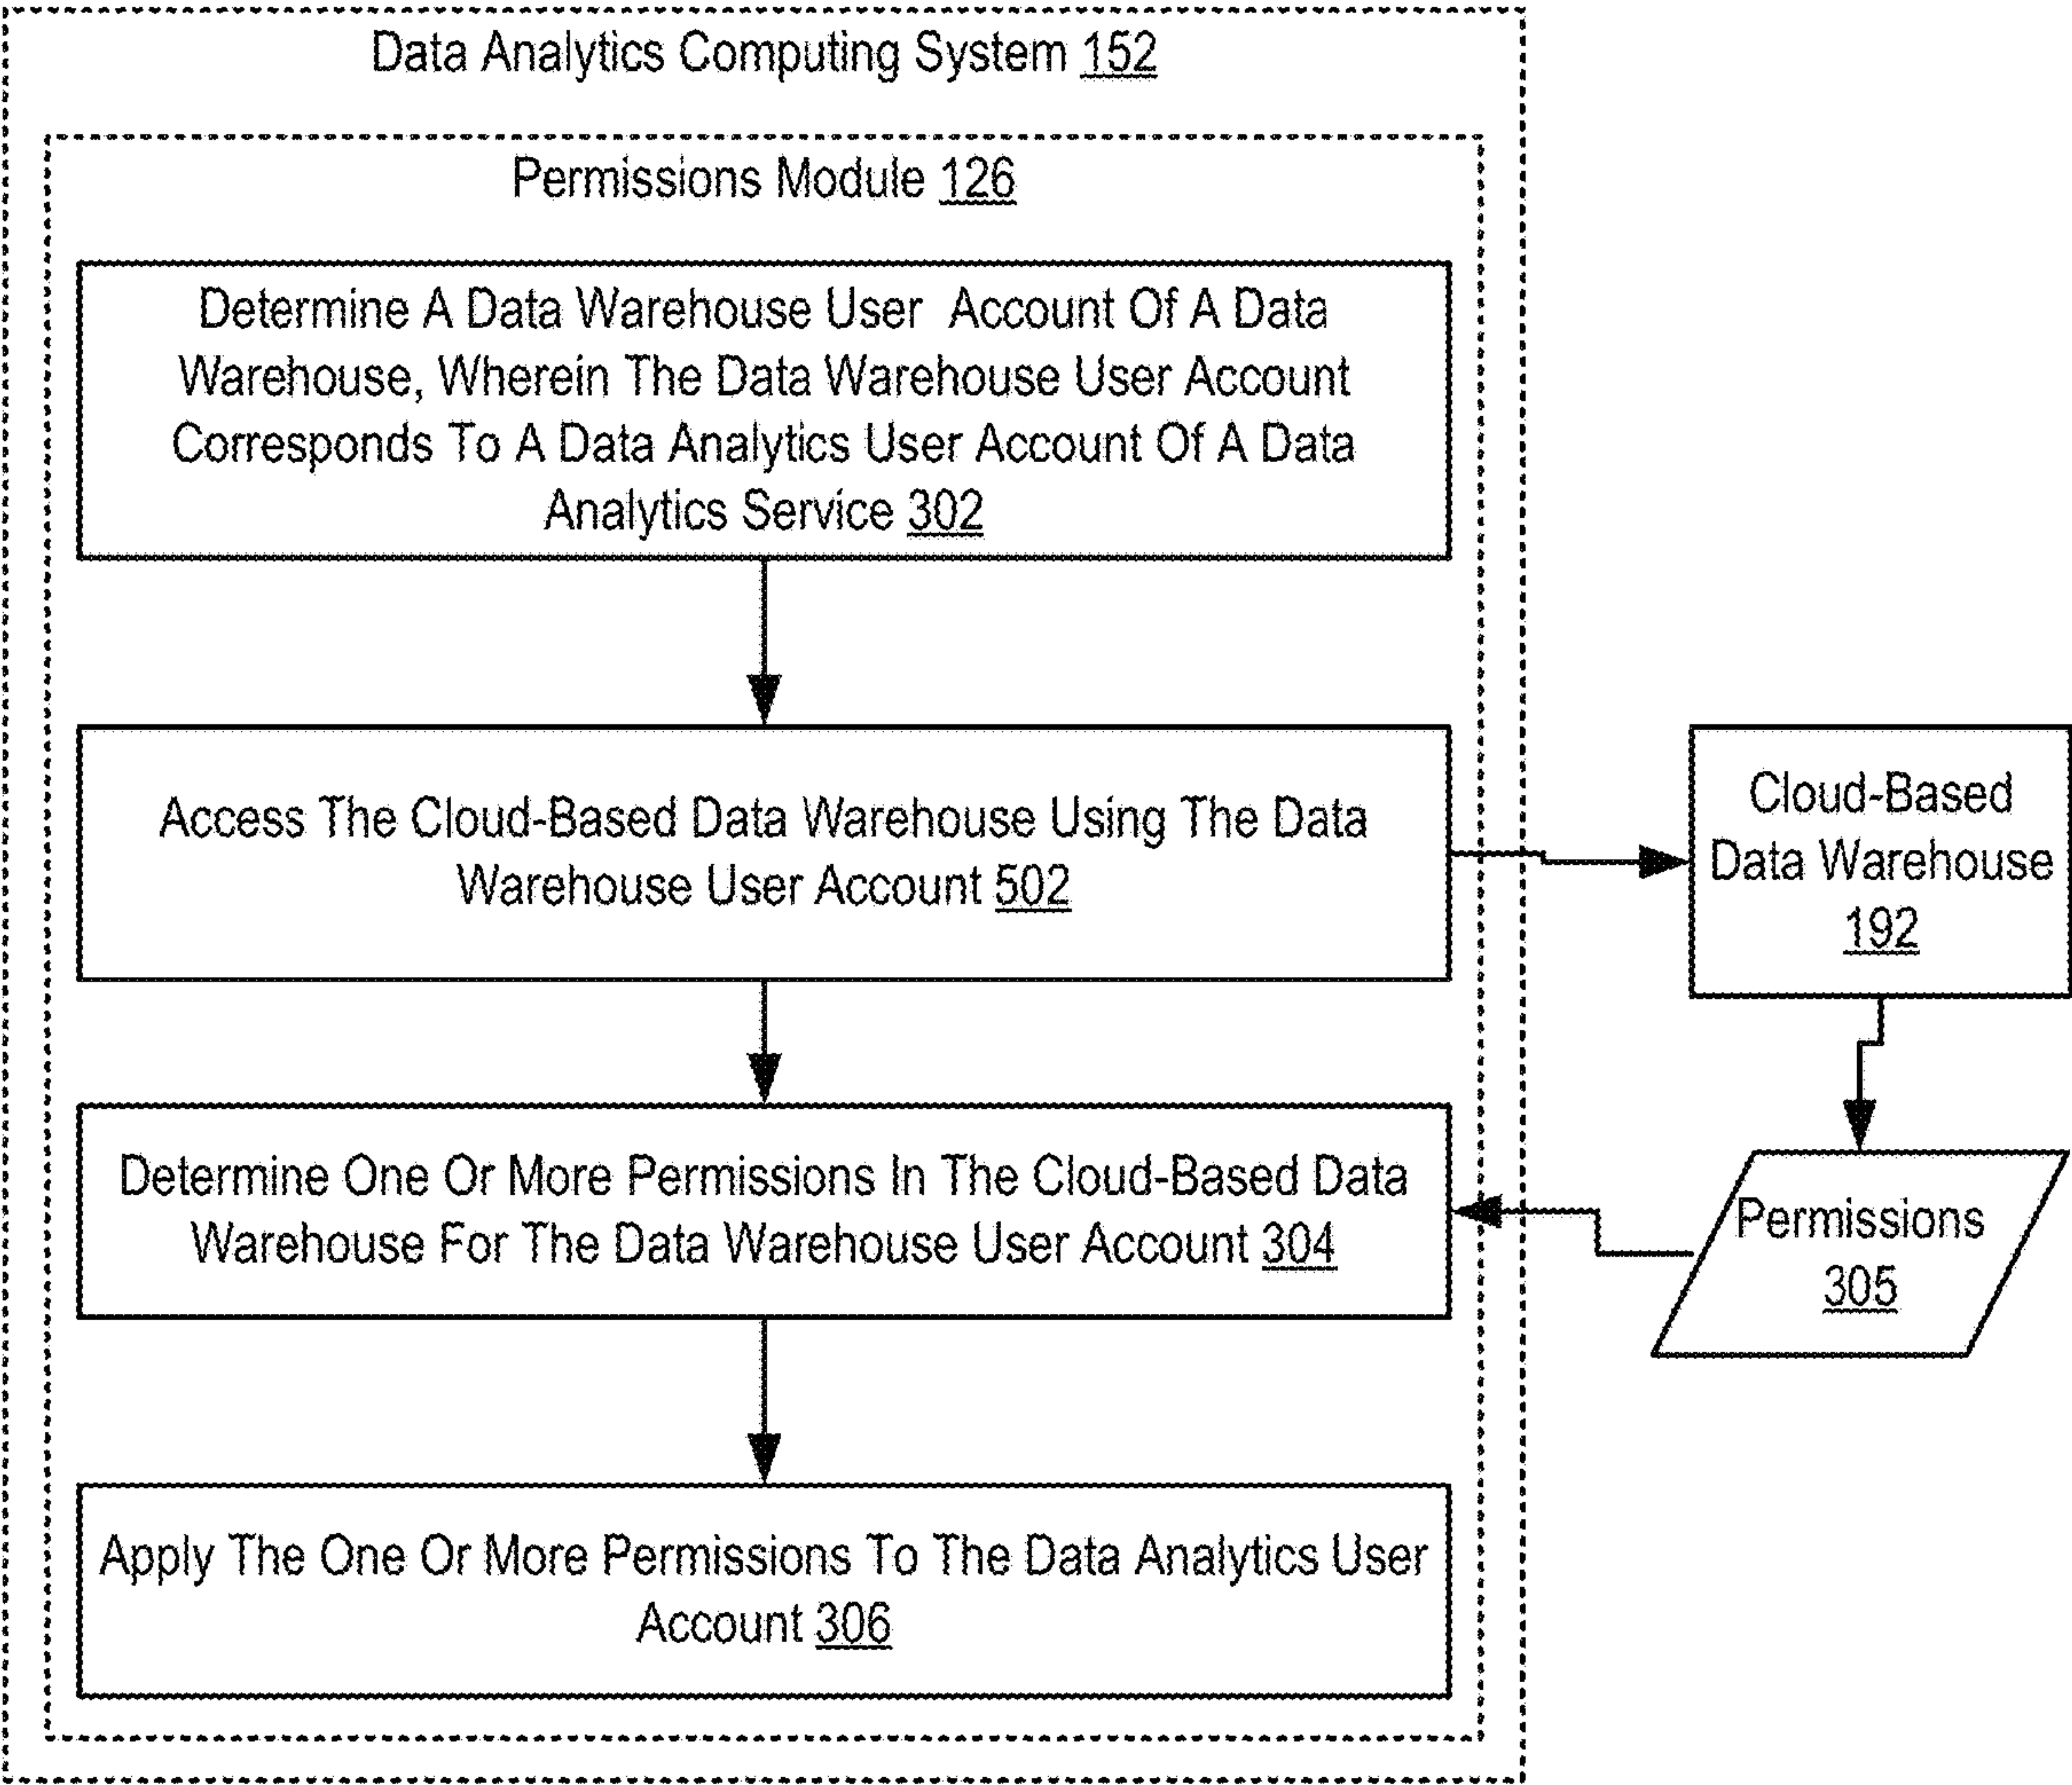 Data Analytics Computing System 152
Permissions Module 126
Determine A Data Warehouse User Account Of A Data
Warehouse, Wherein The Data Warehouse User Account
Corresponds To A Data Analytics User Account Of A Data
Analytics Service 302
Access The Cloud-Based Data Warehouse Using The Data
Warehouse User Account 502
Cloud-Based
Data Warehouse
192
Determine One Or More Permissions In The Cloud-Based Data
Warehouse For The Data Warehouse User Account 304
Permissions
305
Apply The One Or More Permissions To The Data Analytics User
Account 306